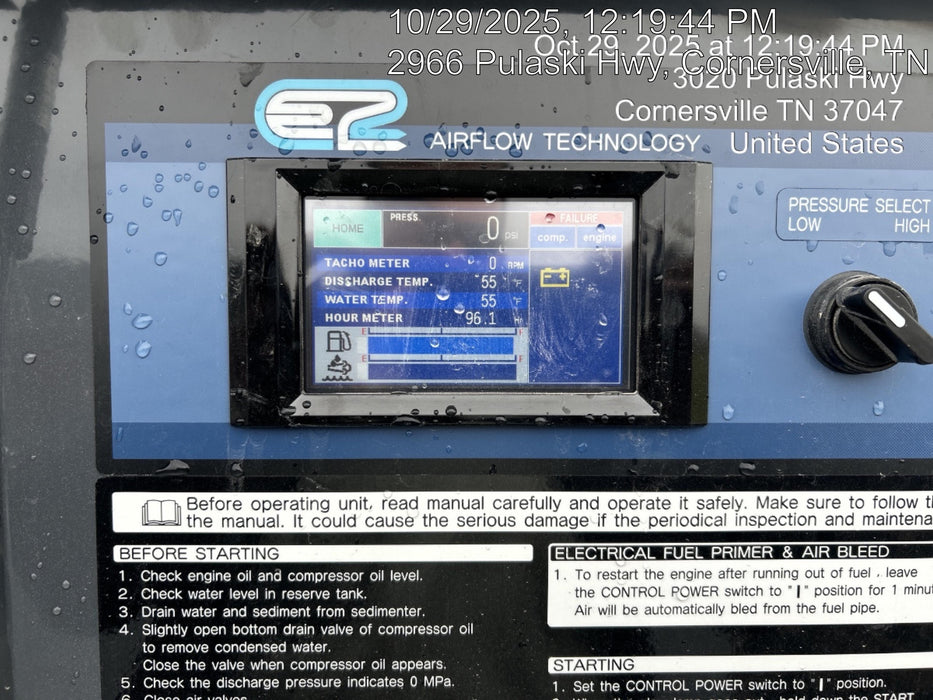 10/29/2025, 12:19:44 PM
Oct 29, 2025 at 12:19:44 PM
2966 Pulaski Hwy, Cornersville, TN
3020 Pulaski Hwy
Cornersville TN 37047
United States
AIRFLOW TECHNOLOGY
PRESSURE SELECT
LOW HIGH
HOME PRESS. 0 psi FAILURE
comp. engine
TACHO METER 0 RPM
DISCHARGE TEMP. 55 °F
WATER TEMP. 55 °F
HOUR METER 96.1 Hr
E F
E F
Before operating unit, read manual carefully and operate it safely. Make sure to follow
the manual. It could cause the serious damage if the periodical inspection and
BEFORE STARTING
1. Check engine oil and compressor oil level.
2. Check water level in reserve tank.
3. Drain water and sediment from sedimenter.
4. Slightly open bottom drain valve of compressor oil
to remove condensed water.
Close the valve when compressor oil appears.
5. Check the discharge pressure indicates 0 MPa.
6. Close air valves.
ELECTRICAL FUEL PRIMER & AIR BLEED
1. To restart the engine after running out of fuel, leave
the CONTROL POWER switch to "I" position for 1
Air will be automatically bled from the fuel pipe.
STARTING
1. Set the CONTROL POWER switch to "I" position.